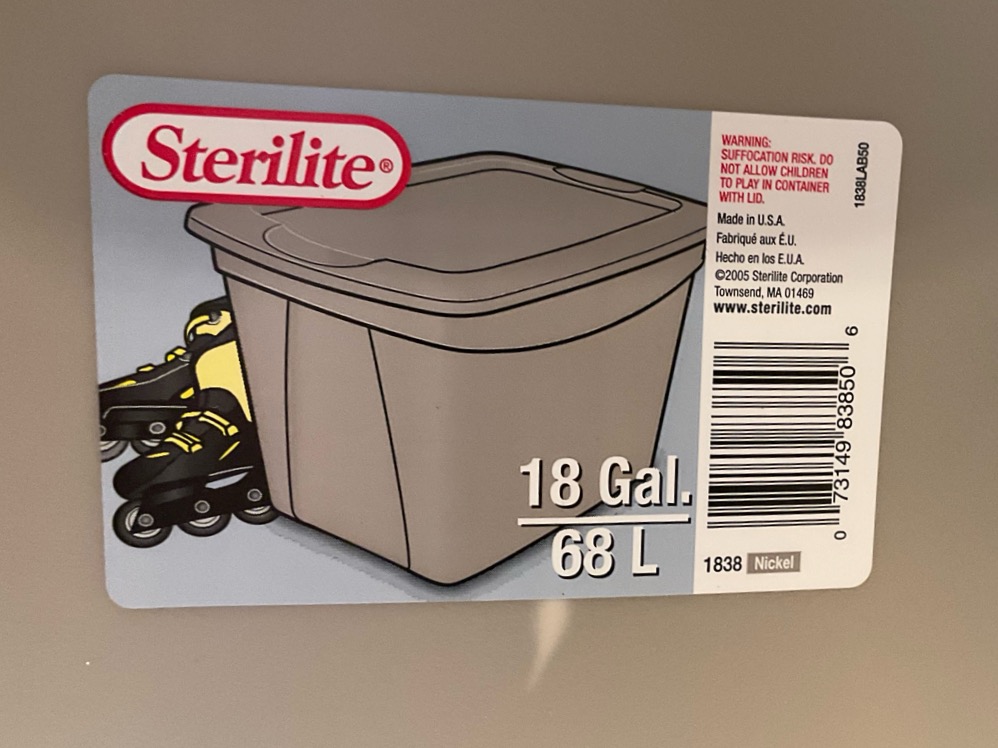 Sterilite®
18 Gal.
68 L
WARNING:
SUFFOCATION RISK. DO
NOT ALLOW CHILDREN
TO PLAY IN CONTAINER
WITH LID.
Made in U.S.A.
Fabriqué aux É.U.
Hecho en los E.U.A.
©2005 Sterilite Corporation
Townsend, MA 01469
www.sterilite.com
1838LAB50
0 73149 83850 6
1838 Nickel